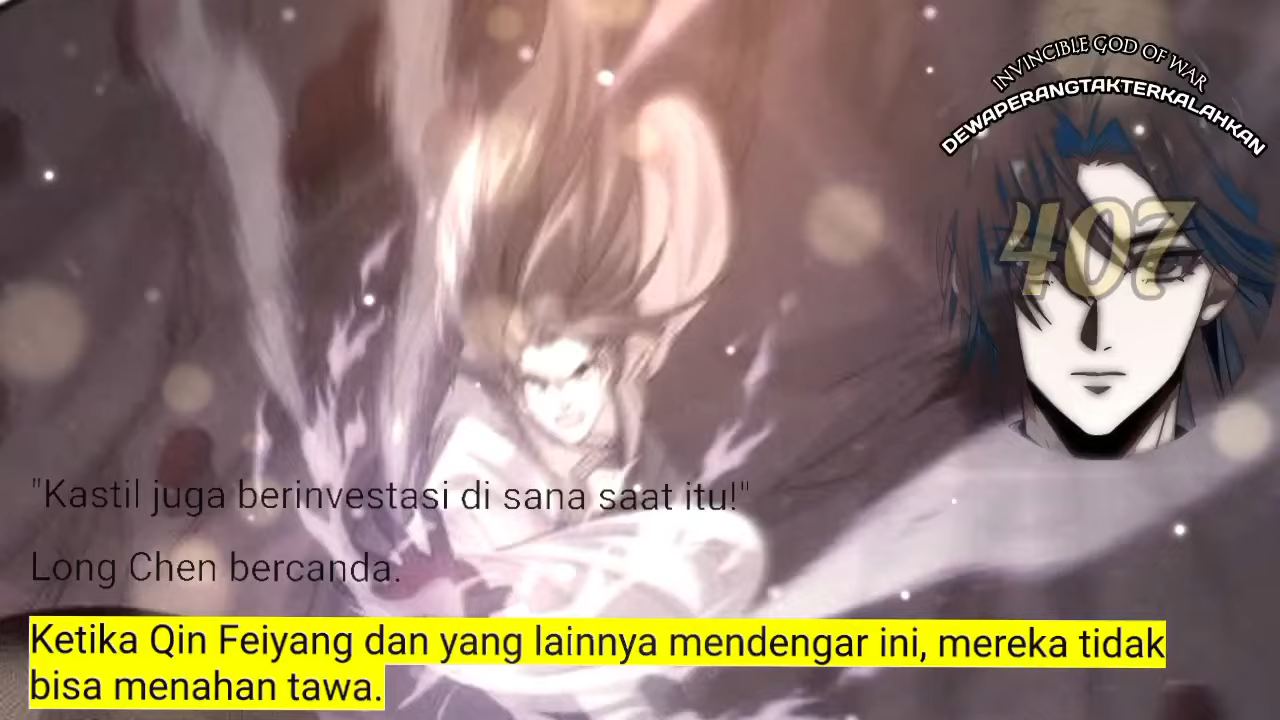 INVINCIBLE GOD OF WAR
DEWAPERANGTAKTERKALAHKAN
407
"Kastil juga berinvestasi di sana saat itu!"
Long Chen bercanda.
Ketika Qin Feiyang dan yang lainnya mendengar ini, mereka tidak
bisa menahan tawa.